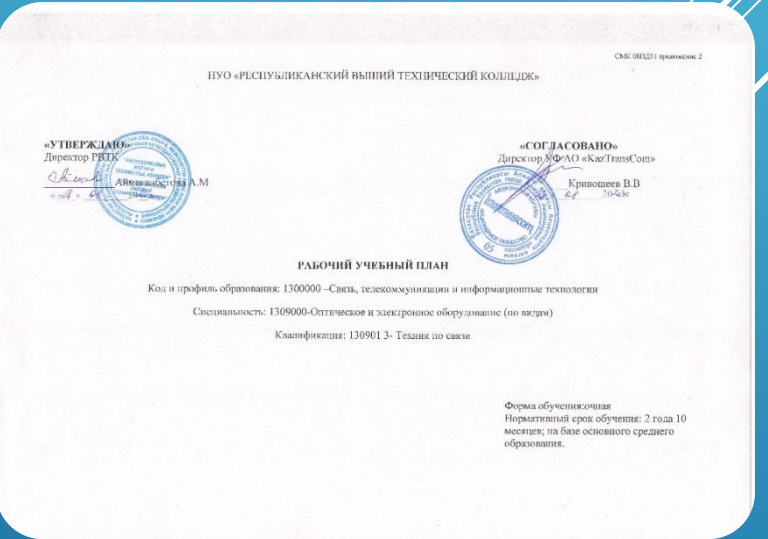 СМК 08ПД01 приложение 2
НУО «РЕСПУБЛИКАНСКИЙ ВЫШИЙ ТЕХНИЧЕСКИЙ КОЛЛЕДЖ»
«УТВЕРЖДАЮ»
Директор РВТК
А.М
«СОГЛАСОВАНО»
Директор УФ АО «KazTransCom»
Кривощеев В.В
РАБОЧИЙ УЧЕБНЫЙ ПЛАН
Код и профиль образования: 1300000 –Связь, телекоммуникации и информационные технологии
Специальность: 1309000-Оптическое и электронное оборудование (по видам)
Квалификация: 130901 3- Техник по связи
Форма обучения:очная
Нормативный срок обучения: 2 года 10
месяцев; на базе основного среднего
образования.